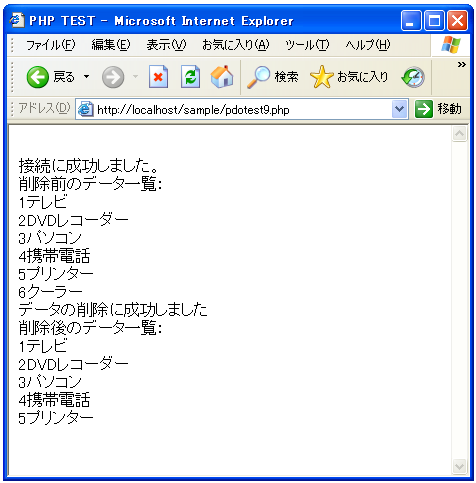 PHP TEST - Microsoft Internet Explorer
ファイル(F) 編集(E) 表示(V) お気に入り(A) ツール(T) ヘルプ(H)
戻る 検索 お気に入り »
アドレス(D) http://localhost/sample/pdotest9.php 移動
接続に成功しました。
削除前のデータ一覧：
1テレビ
2DVDレコーダー
3パソコン
4携帯電話
5プリンター
6クーラー
データの削除に成功しました
削除後のデータ一覧：
1テレビ
2DVDレコーダー
3パソコン
4携帯電話
5プリンター